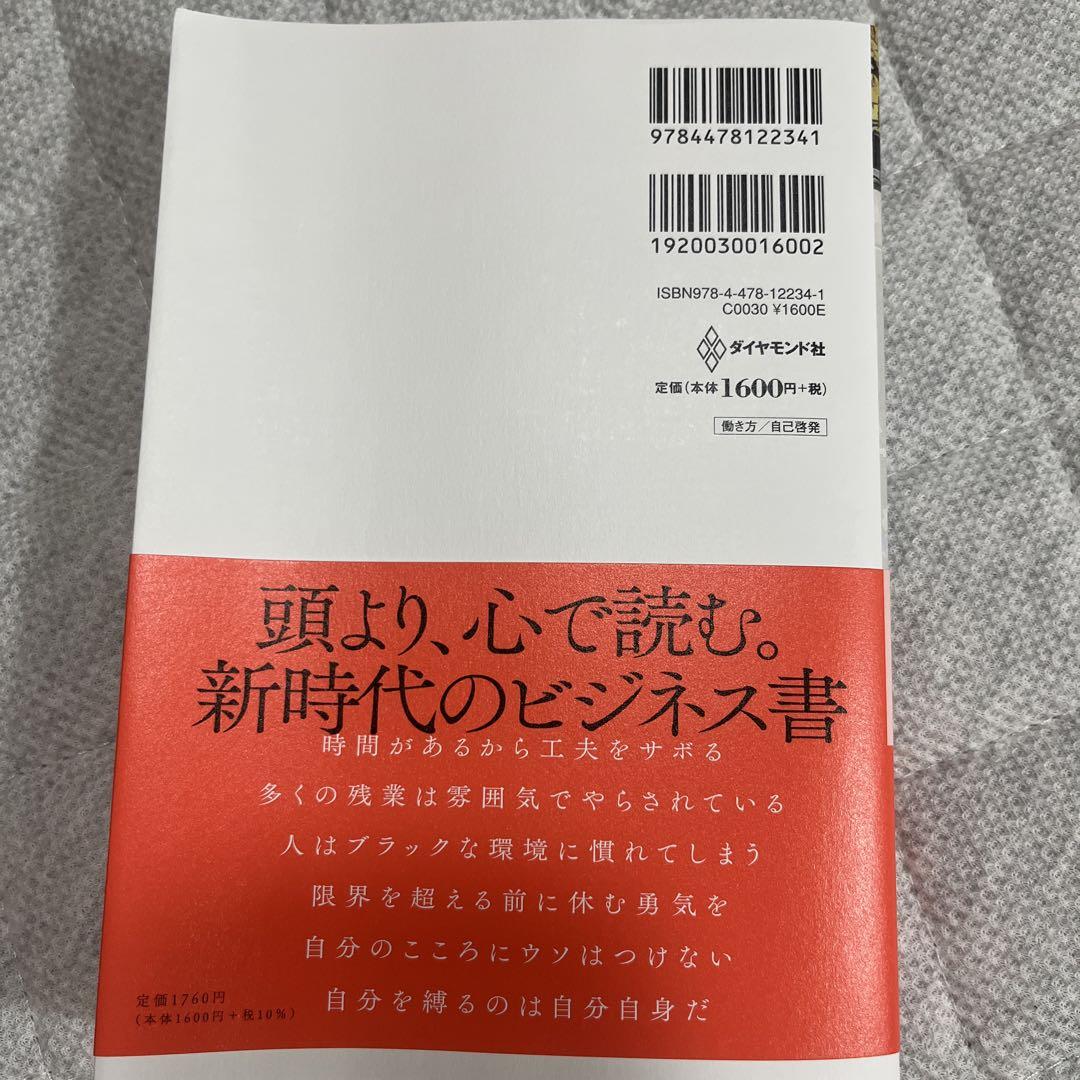 9784478122341
1920030016002
ISBN978-4-478-12234-1
C0030 ¥1600E
ダイヤモンド社
定価(本体1600円+税)
働き方/自己啓発
頭より、心で読む。
新時代のビジネス書
時間があるから工夫をサボる
多くの残業は雰囲気でやらされている
人はブラックな環境に慣れてしまう
限界を超える前に休む勇気を
自分のこころにウソはつけない
自分を縛るのは自分自身だ
定価1760円
(本体1600円+税10%)